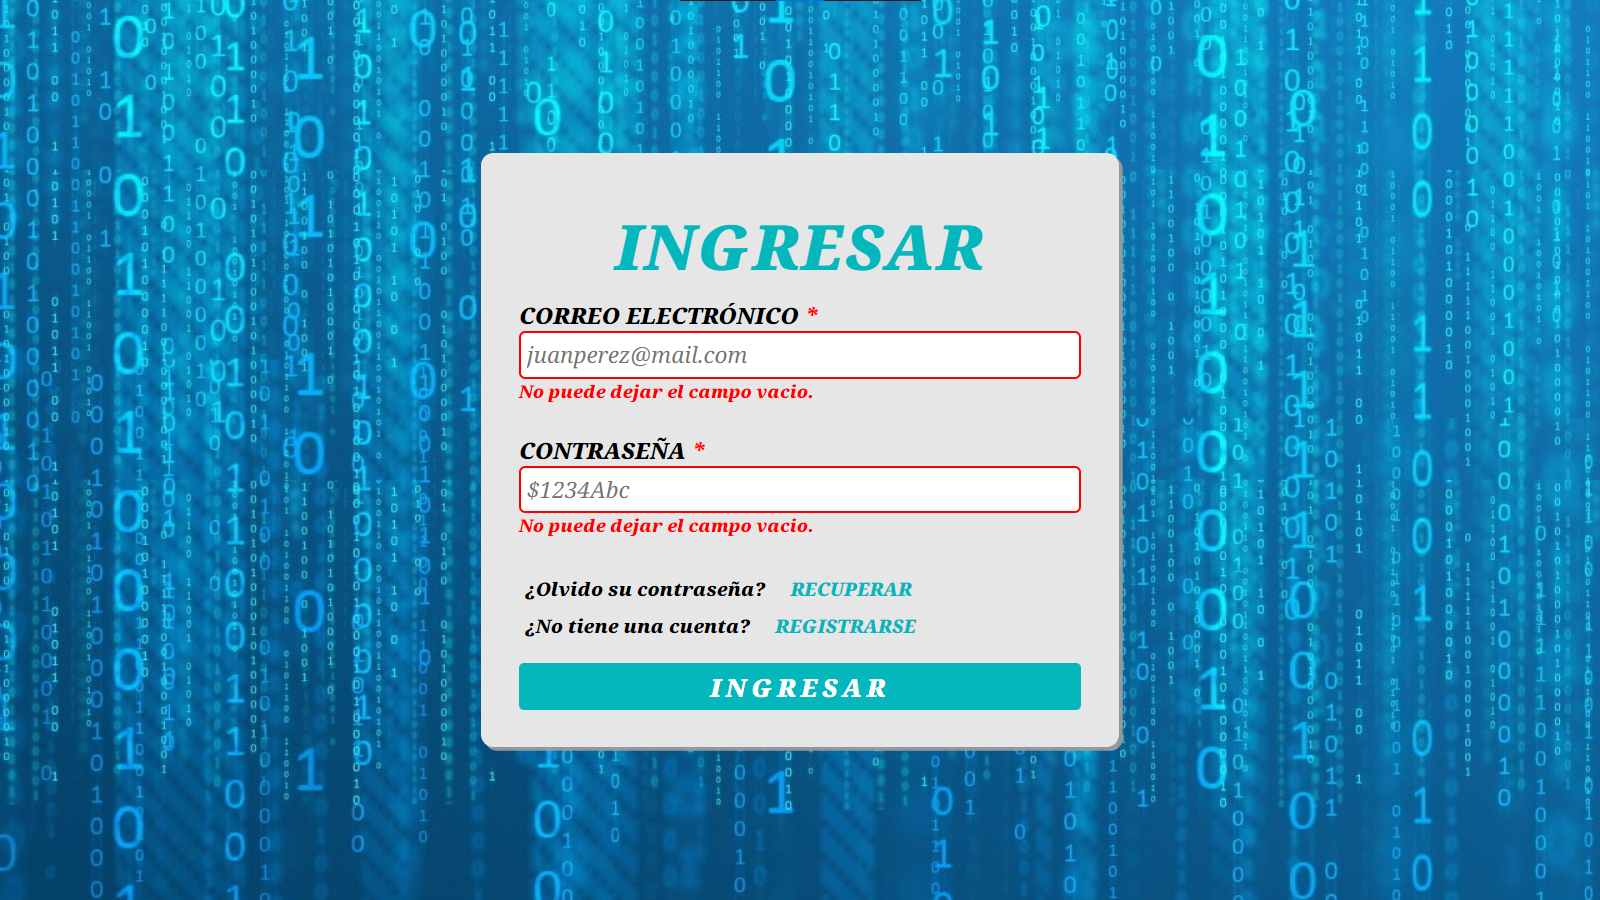 INGRESAR
CORREO ELECTRÓNICO *
juanperez@mail.com
No puede dejar el campo vacio.
CONTRASEÑA *
$1234Abc
No puede dejar el campo vacio.
¿Olvido su contraseña? RECUPERAR
¿No tiene una cuenta? REGISTRARSE
INGRESAR